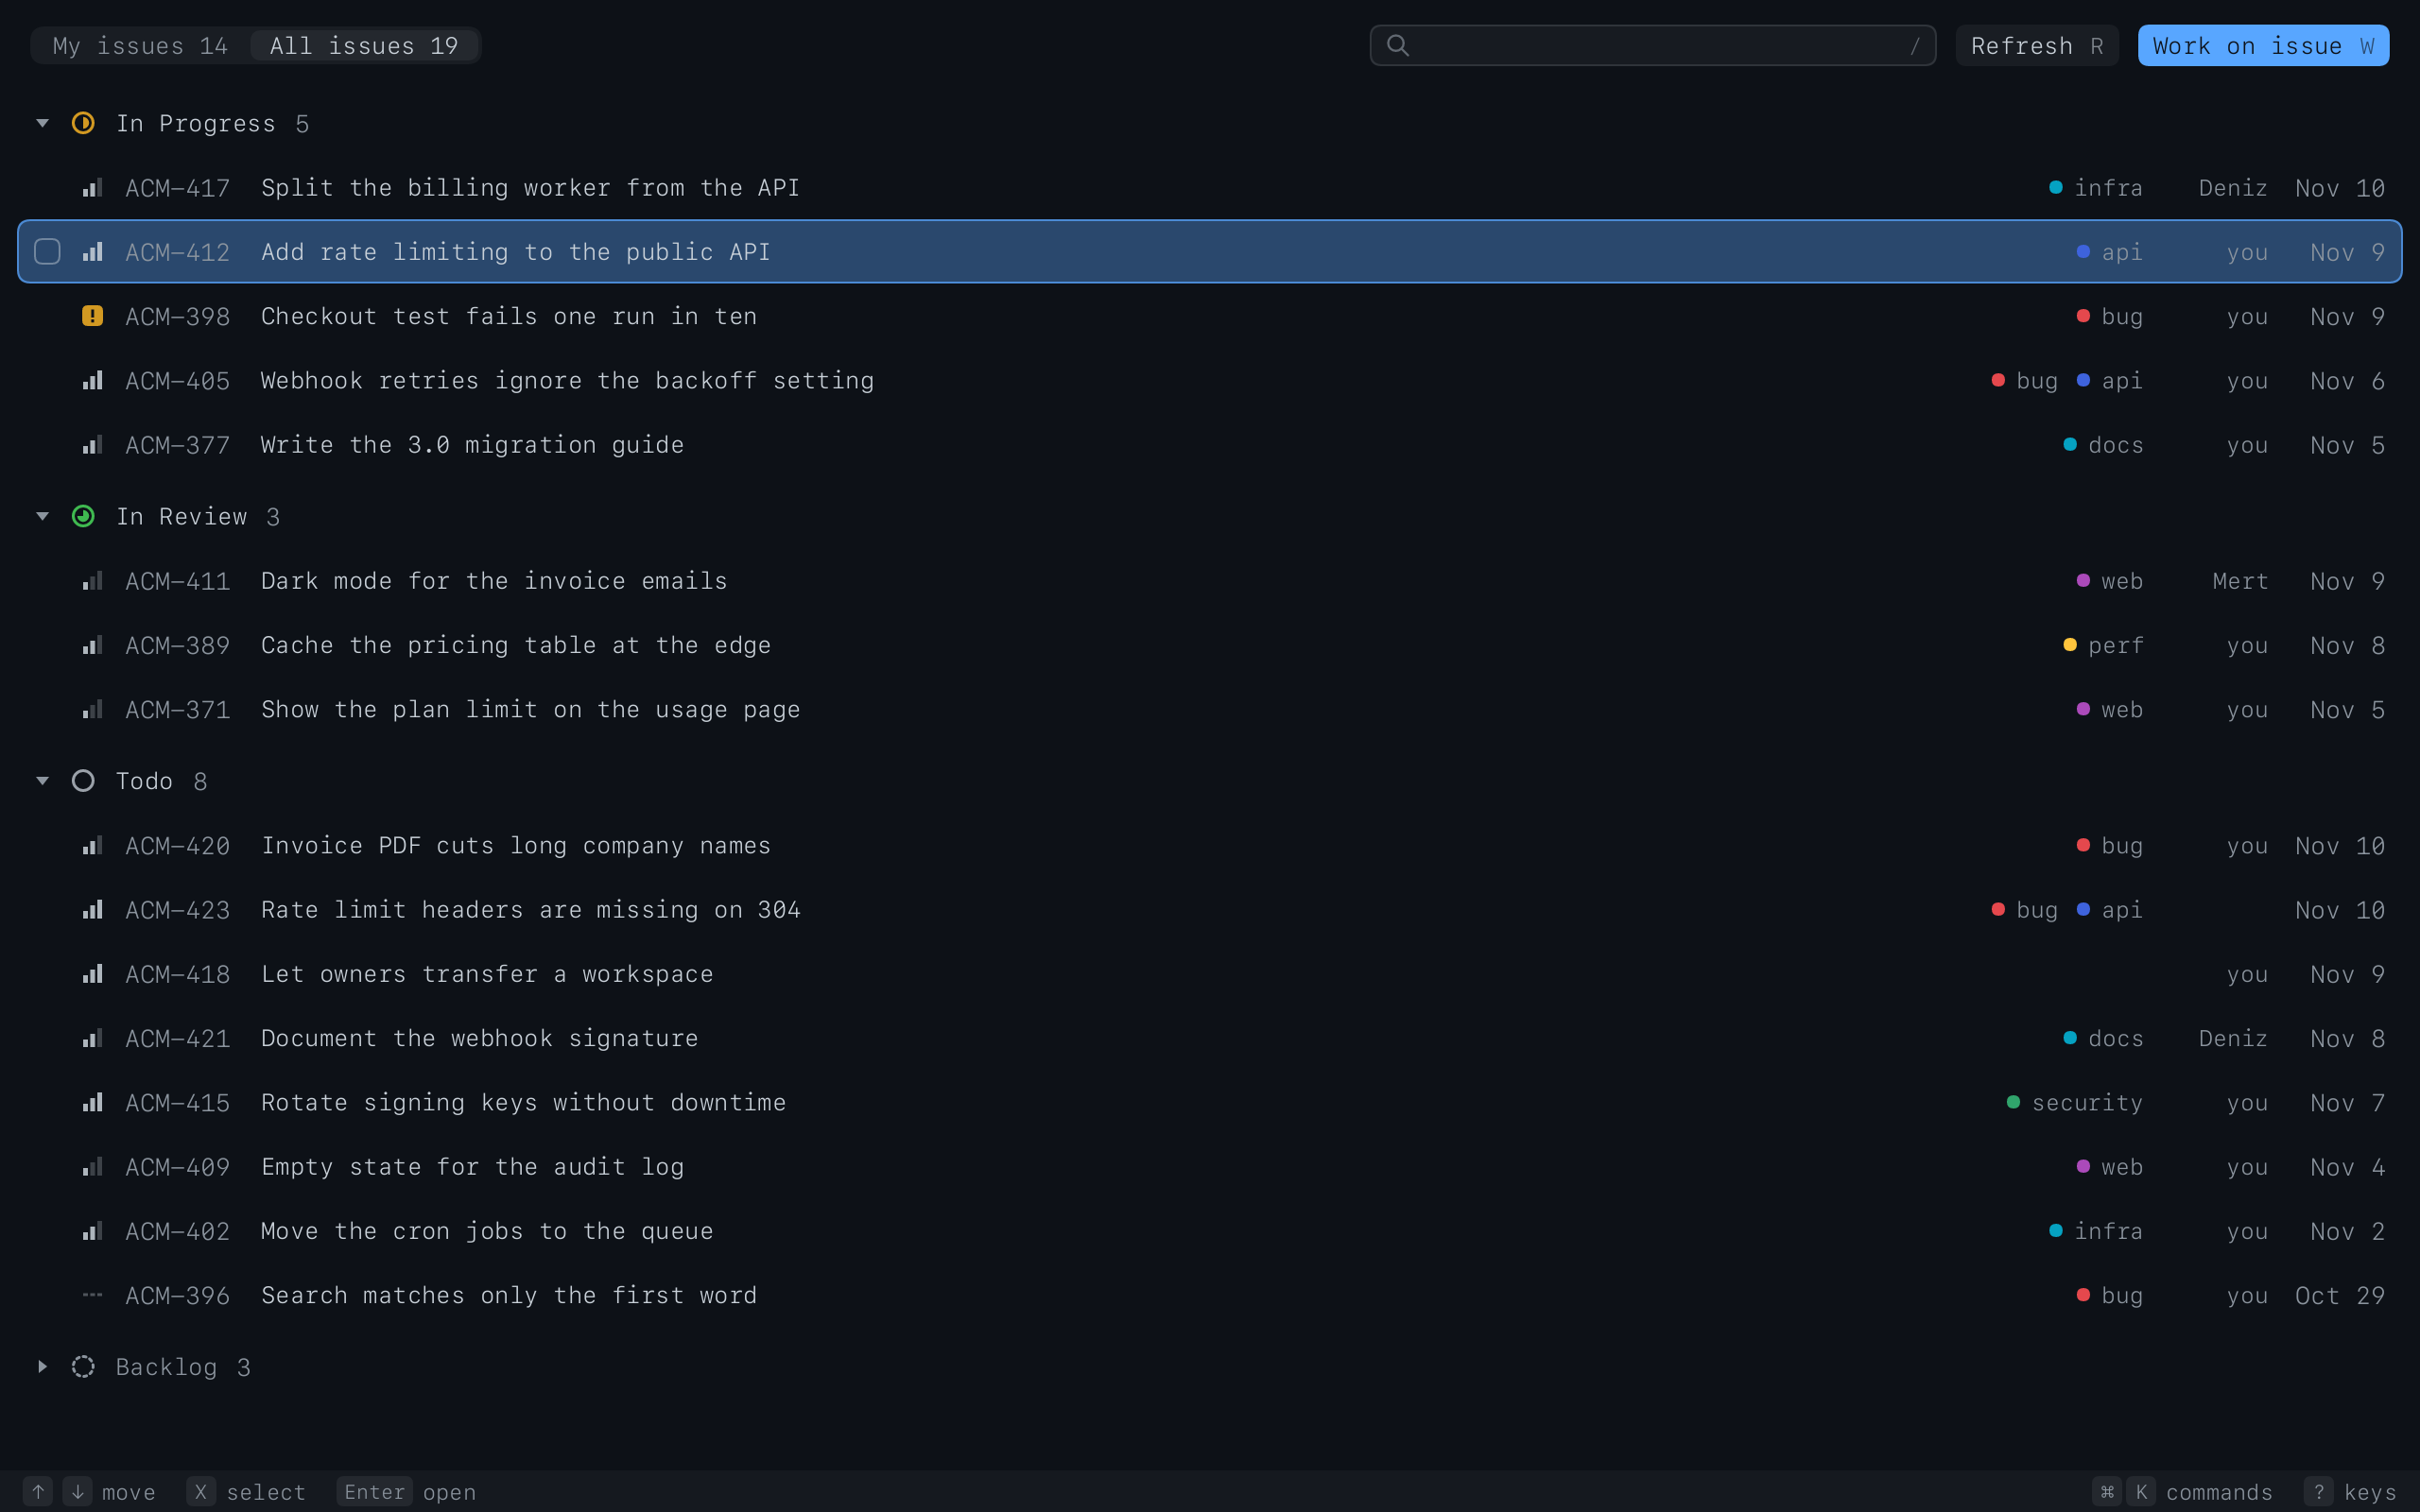 My issues 14 All issues 19 / Refresh R Work on issue W
In Progress 5
ACM-417 Split the billing worker from the API infra Deniz Nov 10
ACM-412 Add rate limiting to the public API api you Nov 9
ACM-398 Checkout test fails one run in ten bug you Nov 9
ACM-405 Webhook retries ignore the backoff setting bug api you Nov 6
ACM-377 Write the 3.0 migration guide docs you Nov 5
In Review 3
ACM-411 Dark mode for the invoice emails web Mert Nov 9
ACM-389 Cache the pricing table at the edge perf you Nov 8
ACM-371 Show the plan limit on the usage page web you Nov 5
Todo 8
ACM-420 Invoice PDF cuts long company names bug you Nov 10
ACM-423 Rate limit headers are missing on 304 bug api Nov 10
ACM-418 Let owners transfer a workspace you Nov 9
ACM-421 Document the webhook signature docs Deniz Nov 8
ACM-415 Rotate signing keys without downtime security you Nov 7
ACM-409 Empty state for the audit log web you Nov 4
ACM-402 Move the cron jobs to the queue infra you Nov 2
ACM-396 Search matches only the first word bug you Oct 29
Backlog 3
↑ ↓ move X select Enter open ⌘ K commands ? keys